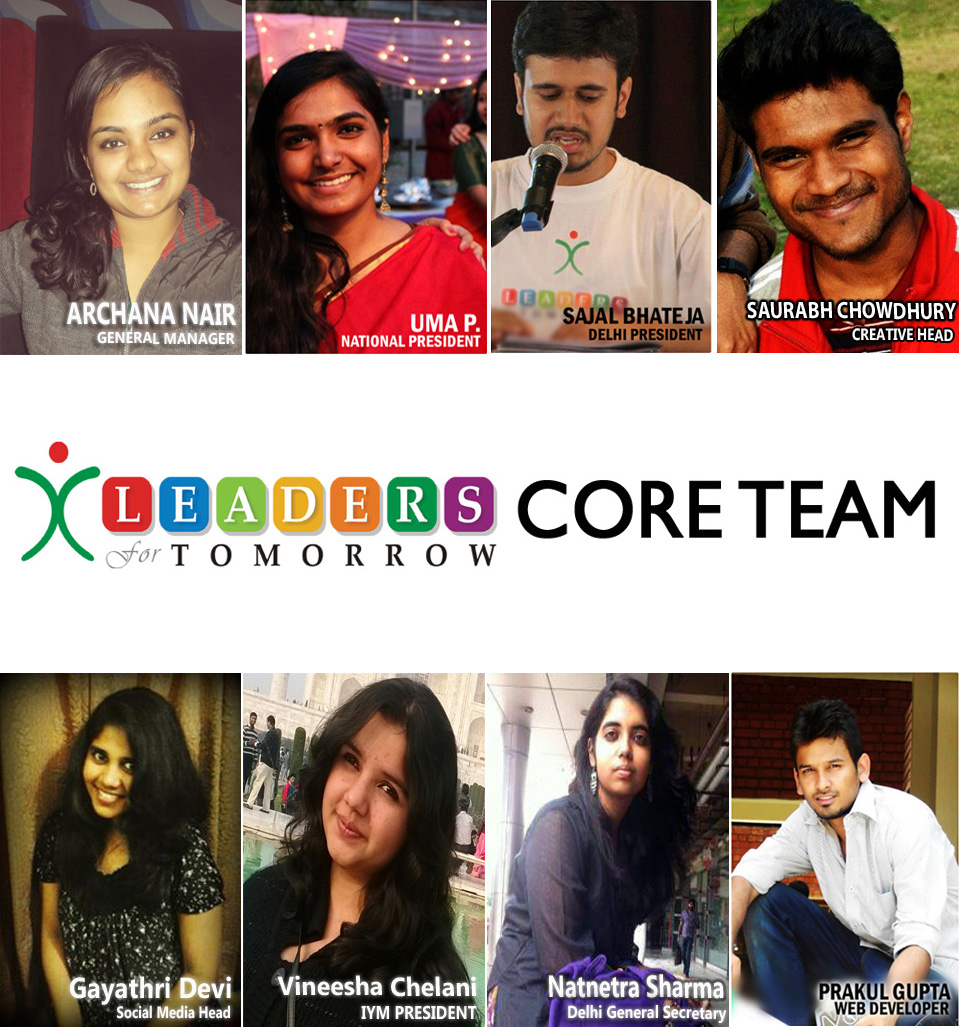 ARCHANA NAIR
GENERAL MANAGER
UMA P.
NATIONAL PRESIDENT
LEADERS
SAJAL BHATEJA
DELHI PRESIDENT
SAURABH CHOWDHURY
CREATIVE HEAD
LEADERS
for TOMORROW
CORE TEAM
Gayathri Devi
Social Media Head
Vineesha Chelani
IYM PRESIDENT
Natnetra Sharma
Delhi General Secretary
PRAKUL GUPTA
WEB DEVELOPER